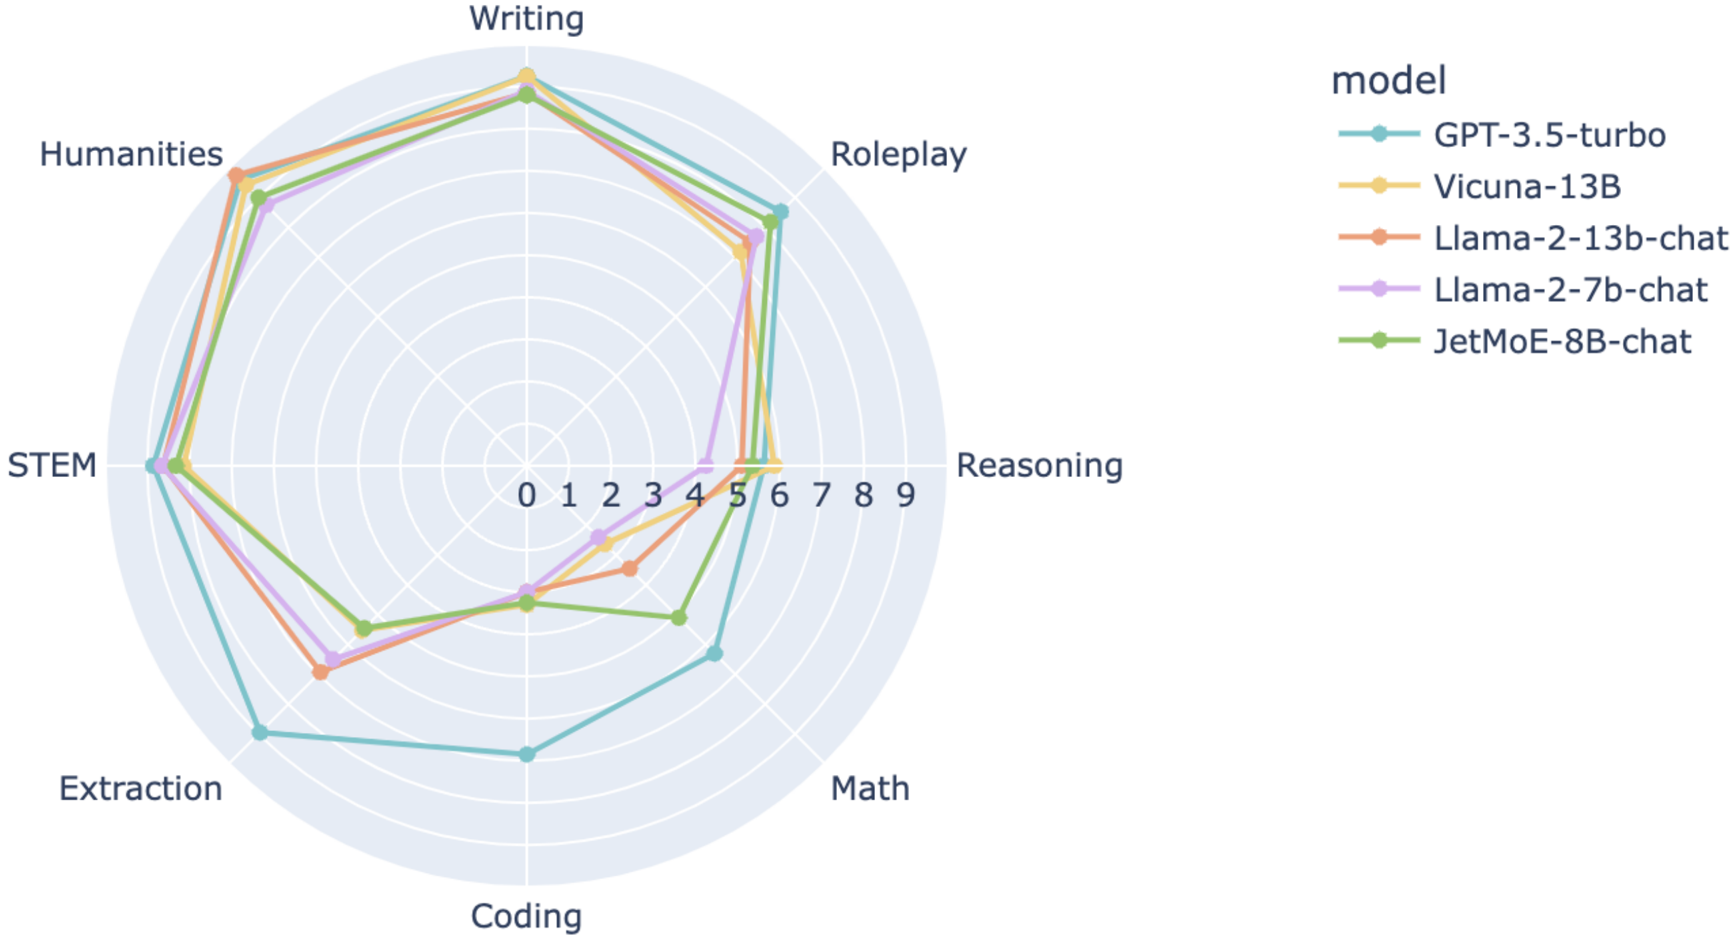 Writing
Humanities
Roleplay
STEM
Reasoning
0 1 2 3 4 5 6 7 8 9
Extraction
Math
Coding
model
GPT-3.5-turbo
Vicuna-13B
Llama-2-13b-chat
Llama-2-7b-chat
JetMoE-8B-chat